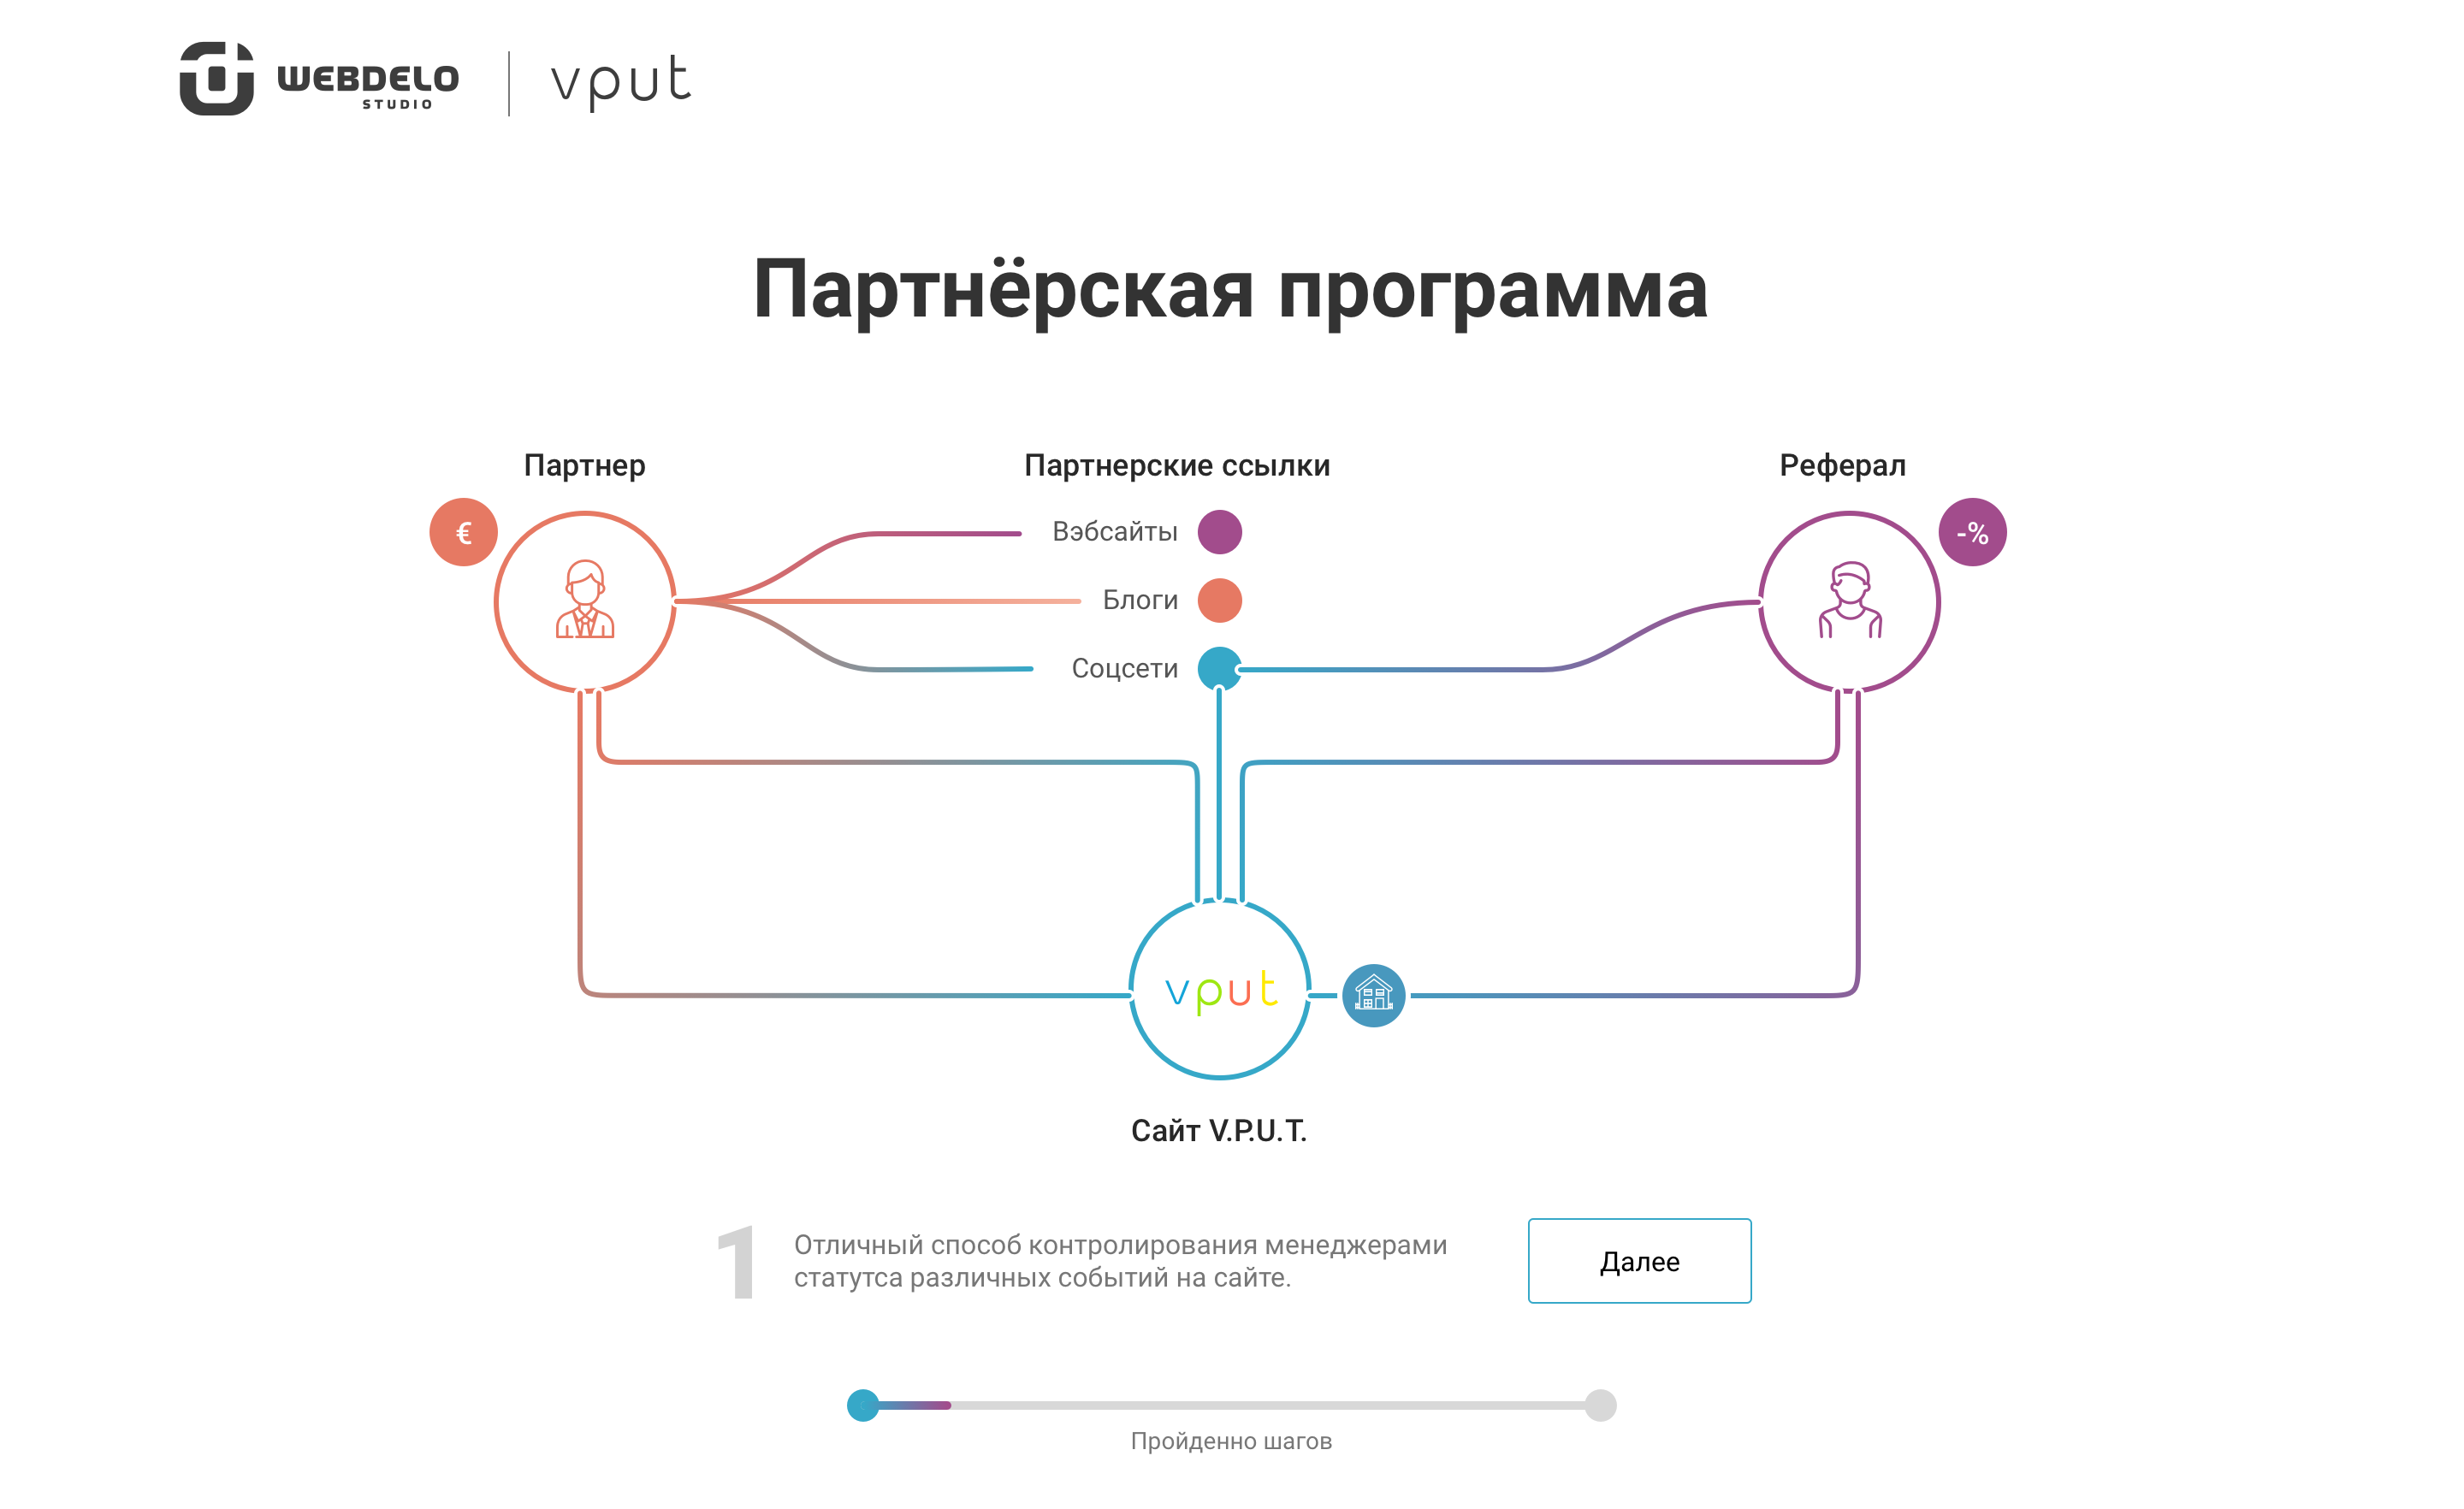 WEBDELO
STUDIO
vput
Партнёрская программа
Партнер
Партнерские ссылки
Реферал
€
Вэбсайты
-%
Блоги
Соцсети
vput
Сайт V.P.U.T.
1
Отличный способ контролирования менеджерами
статутса различных событий на сайте.
Далее
Пройденно шагов